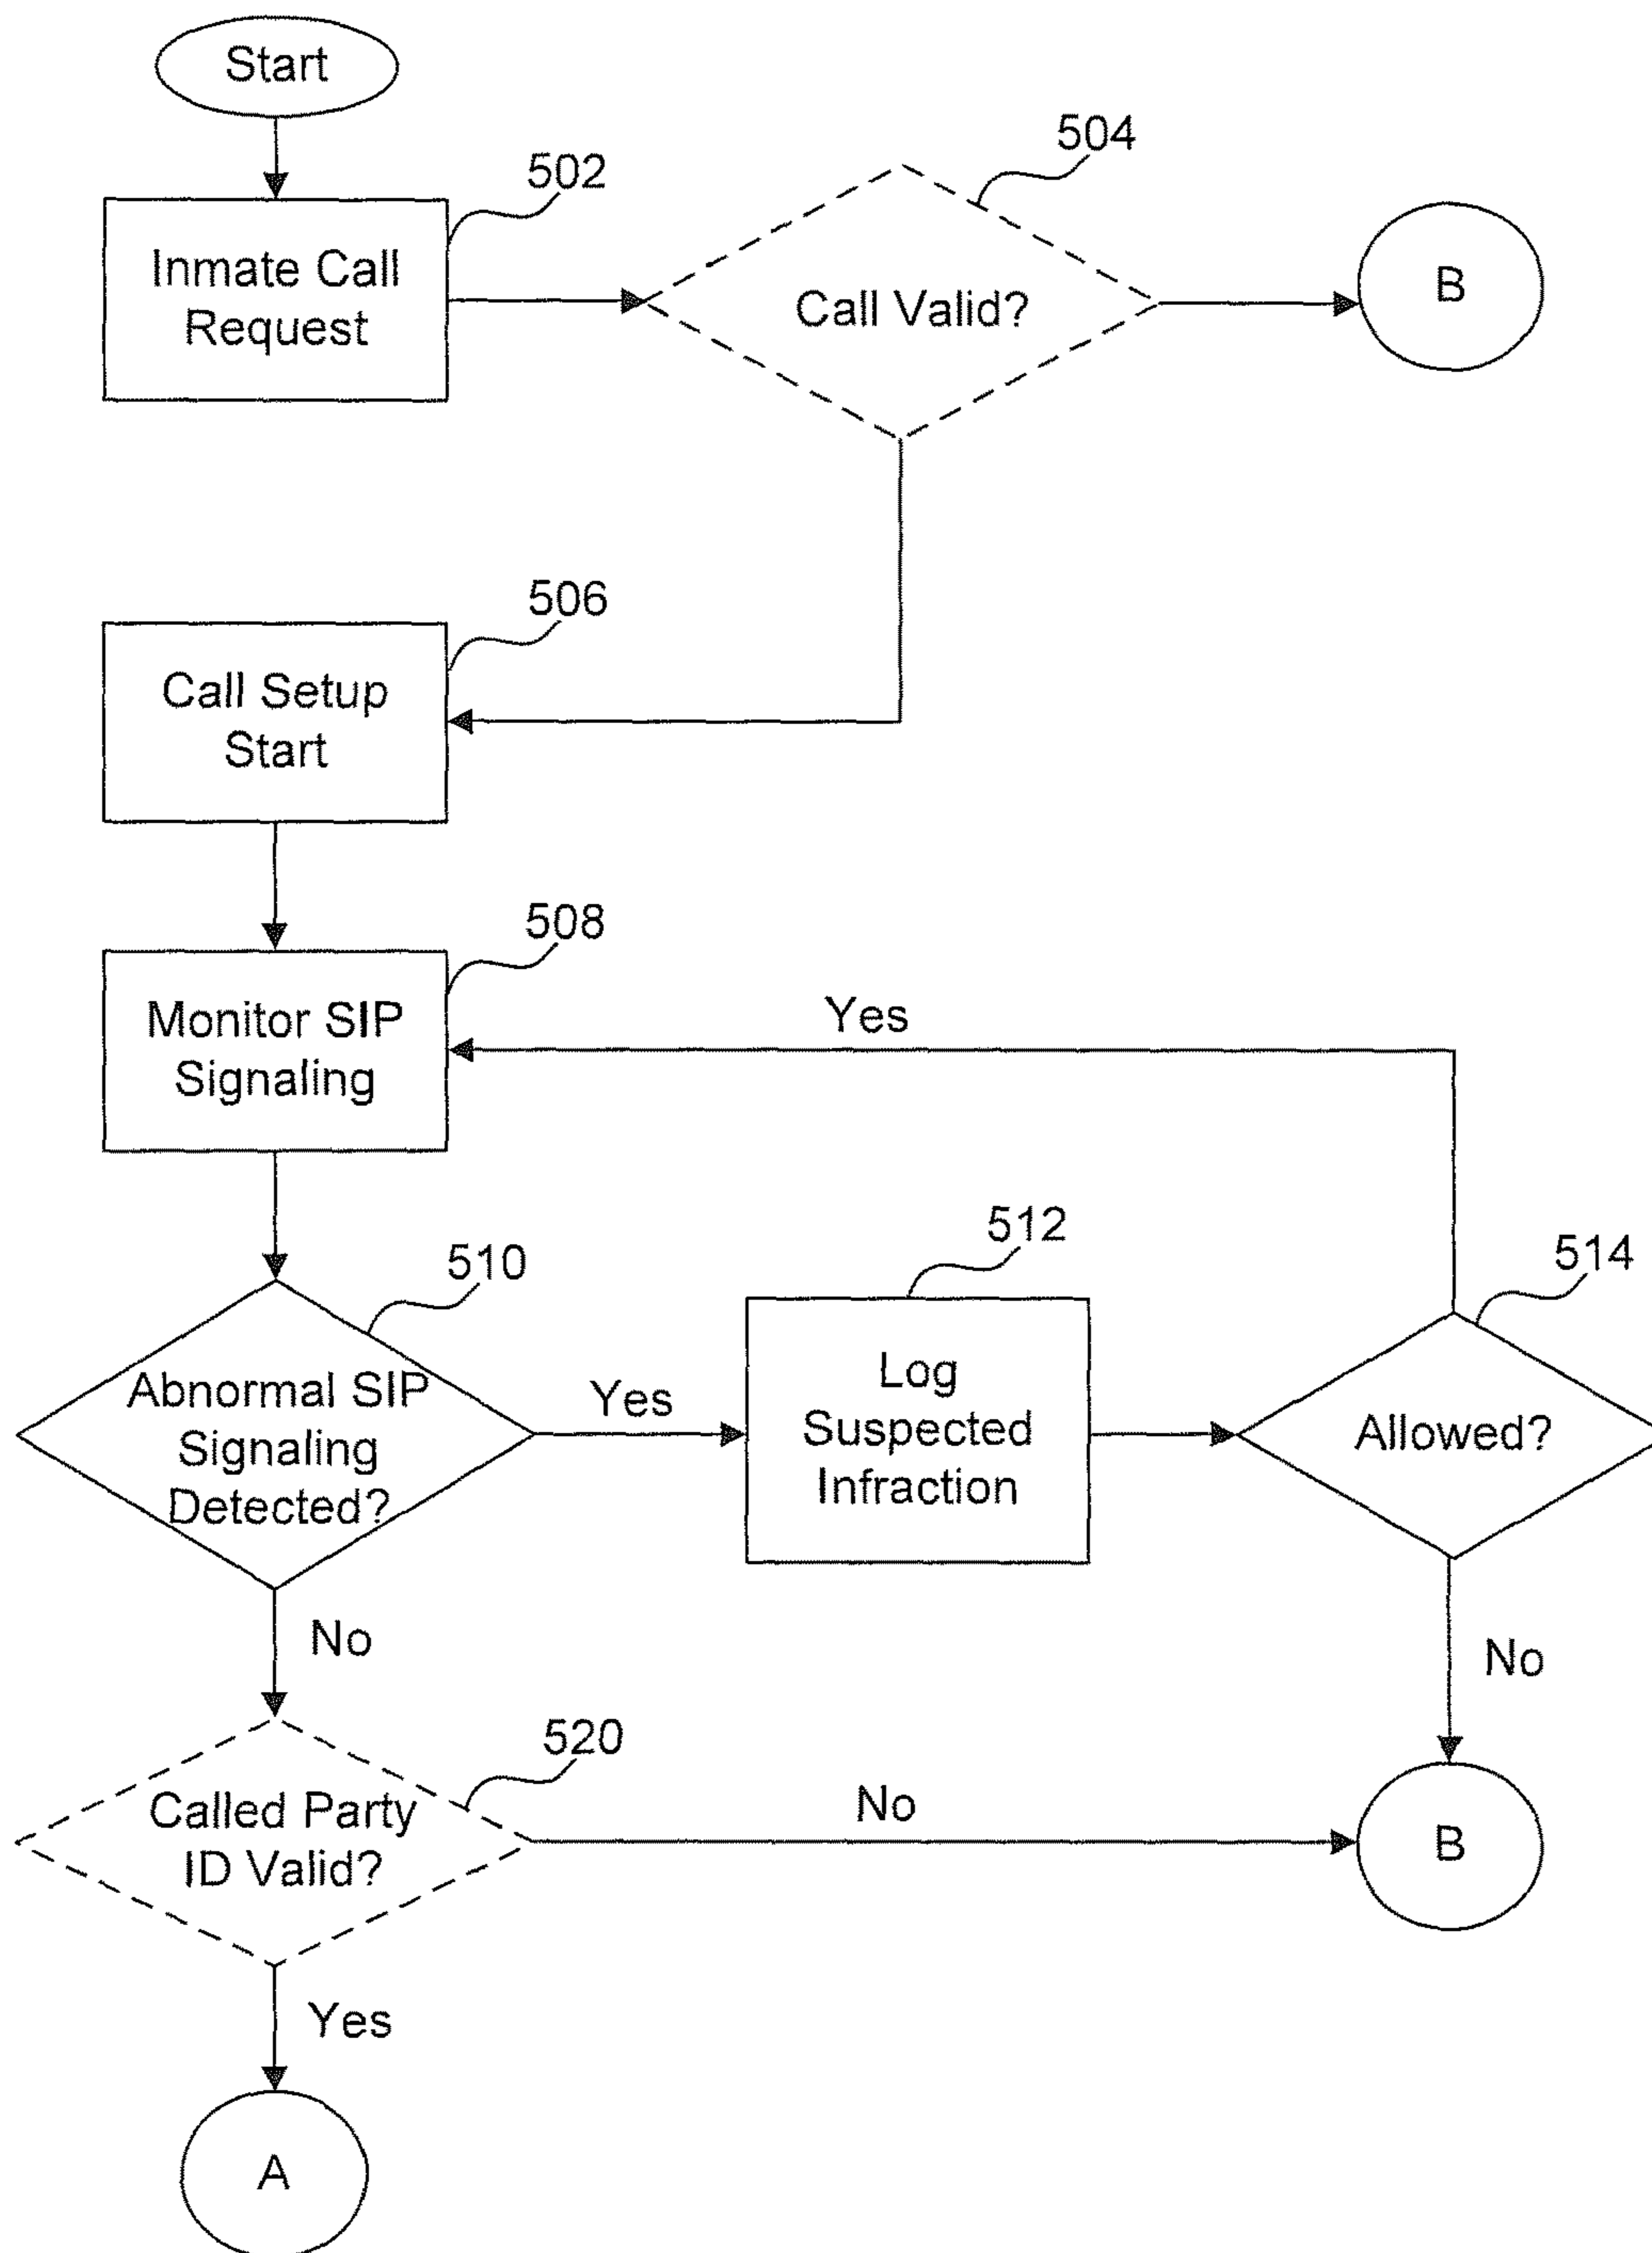 Start
502
Inmate Call
Request
504
Call Valid?
B
506
Call Setup
Start
508
Monitor SIP
Signaling
Yes
510
Abnormal SIP
Signaling
Detected?
Yes
512
Log
Suspected
Infraction
514
Allowed?
No
No
520
Called Party
ID Valid?
No
B
Yes
A